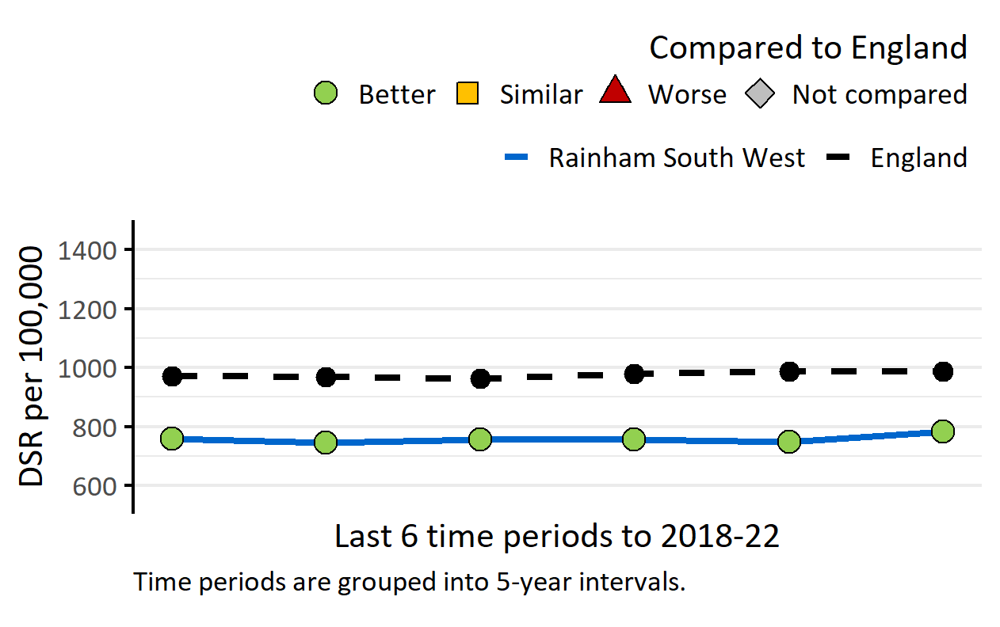 Compared to England
Better Similar Worse Not compared
Rainham South West England
DSR per 100,000
1400
1200
1000
800
600
Last 6 time periods to 2018-22
Time periods are grouped into 5-year intervals.